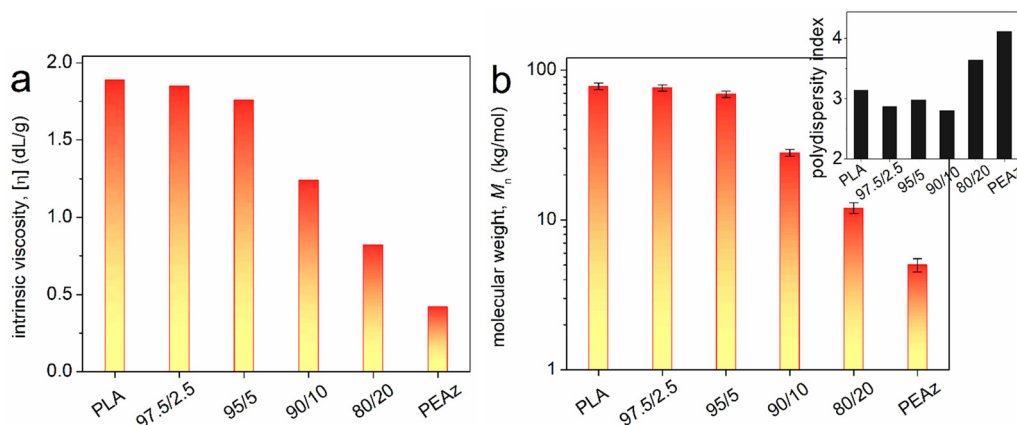 a
intrinsic viscosity, [η] (dL/g)
2.0
1.5
1.0
0.5
0.0
PLA
97.5/2.5
95/5
90/10
80/20
PEAz
b
molecular weight, Mn (kg/mol)
100
10
1
PLA
97.5/2.5
95/5
90/10
80/20
PEAz
polydispersity index
4
3
2
PLA
97.5/2.5
95/5
90/10
80/20
PEAz